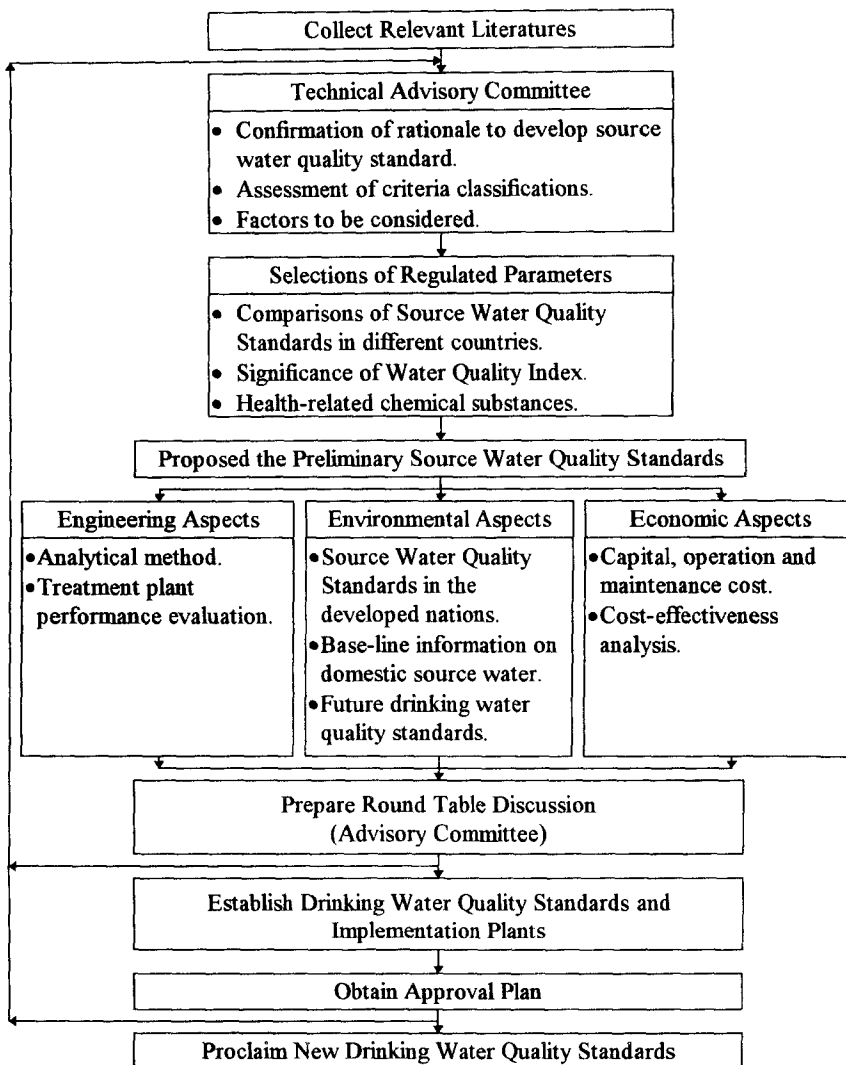 Collect Relevant Literatures
Technical Advisory Committee
• Confirmation of rationale to develop source
water quality standard.
• Assessment of criteria classifications.
• Factors to be considered.
Selections of Regulated Parameters
• Comparisons of Source Water Quality
Standards in different countries.
• Significance of Water Quality Index.
• Health-related chemical substances.
Proposed the Preliminary Source Water Quality Standards
Engineering Aspects
•Analytical method.
•Treatment plant
performance evaluation.
Environmental Aspects
•Source Water Quality
Standards in the
developed nations.
•Base-line information on
domestic source water.
•Future drinking water
quality standards.
Economic Aspects
•Capital, operation and
maintenance cost.
•Cost-effectiveness
analysis.
Prepare Round Table Discussion
(Advisory Committee)
Establish Drinking Water Quality Standards and
Implementation Plants
Obtain Approval Plan
Proclaim New Drinking Water Quality Standards